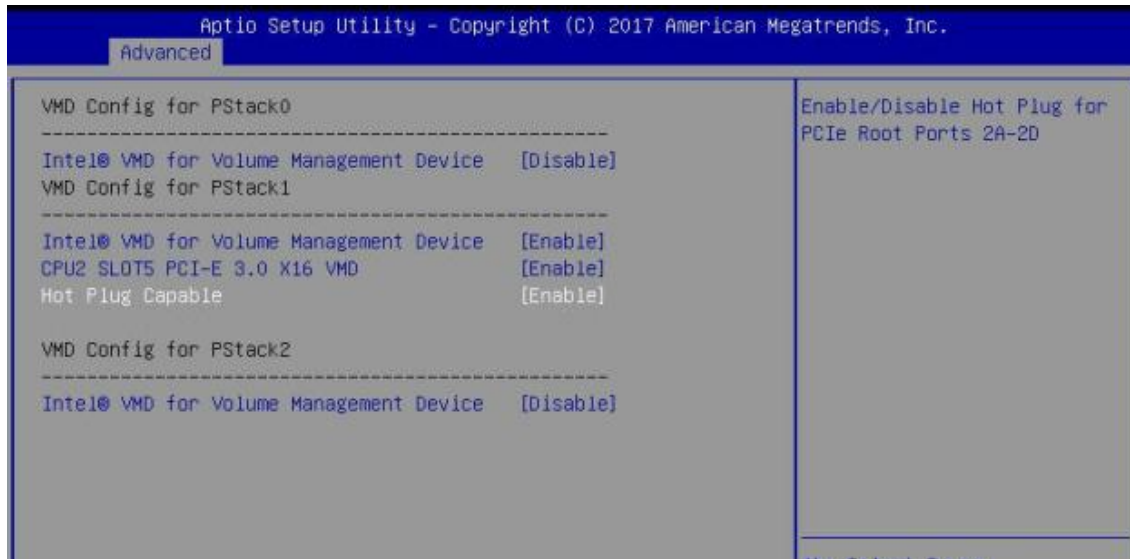 Aptio Setup Utility – Copyright (C) 2017 American Megatrends, Inc.
Advanced
VMD Config for PStack0
------------------------------------------------------------
Intel® VMD for Volume Management Device [Disable]
VMD Config for PStack1
------------------------------------------------------------
Intel® VMD for Volume Management Device [Enable]
CPU2 SLOT5 PCI-E 3.0 X16 VMD [Enable]
Hot Plug Capable [Enable]
VMD Config for PStack2
------------------------------------------------------------
Intel® VMD for Volume Management Device [Disable]
Enable/Disable Hot Plug for
PCIe Root Ports 2A-2D